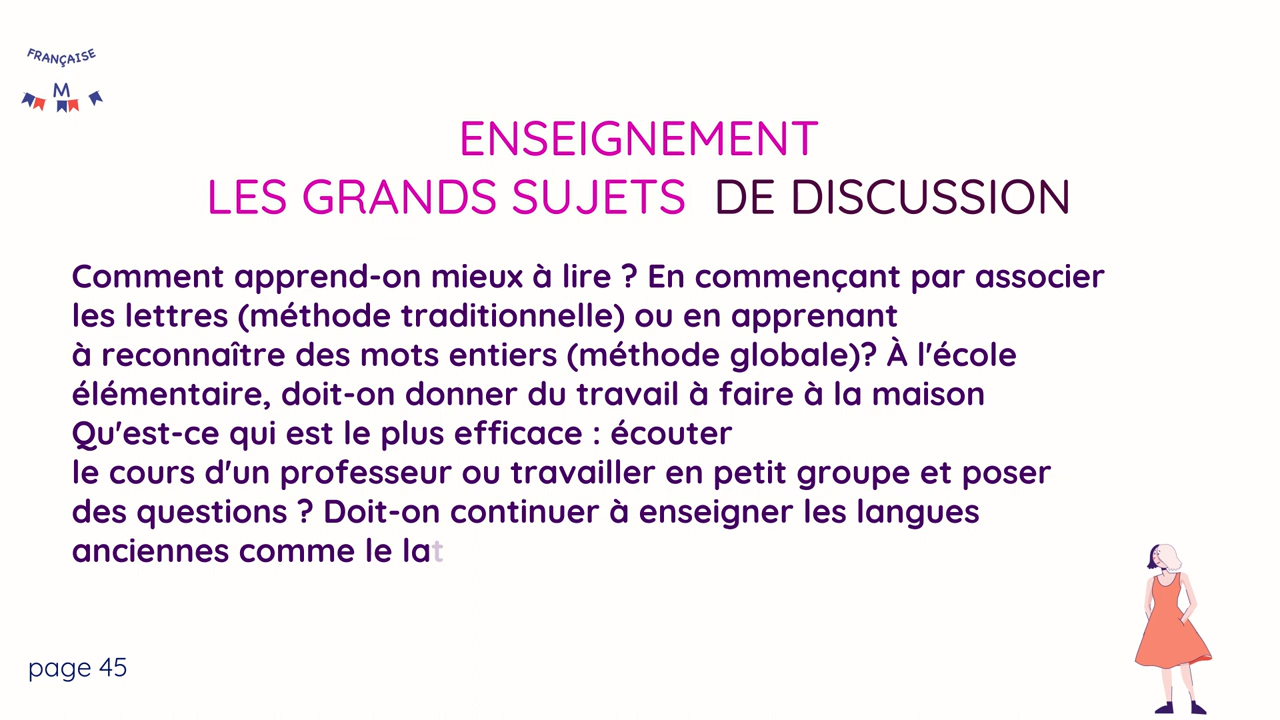 FRANÇAISE
M
ENSEIGNEMENT
LES GRANDS SUJETS DE DISCUSSION
Comment apprend-on mieux à lire ? En commençant par associer
les lettres (méthode traditionnelle) ou en apprenant
à reconnaître des mots entiers (méthode globale)? À l'école
élémentaire, doit-on donner du travail à faire à la maison
Qu'est-ce qui est le plus efficace : écouter
le cours d'un professeur ou travailler en petit groupe et poser
des questions ? Doit-on continuer à enseigner les langues
anciennes comme le lat
page 45